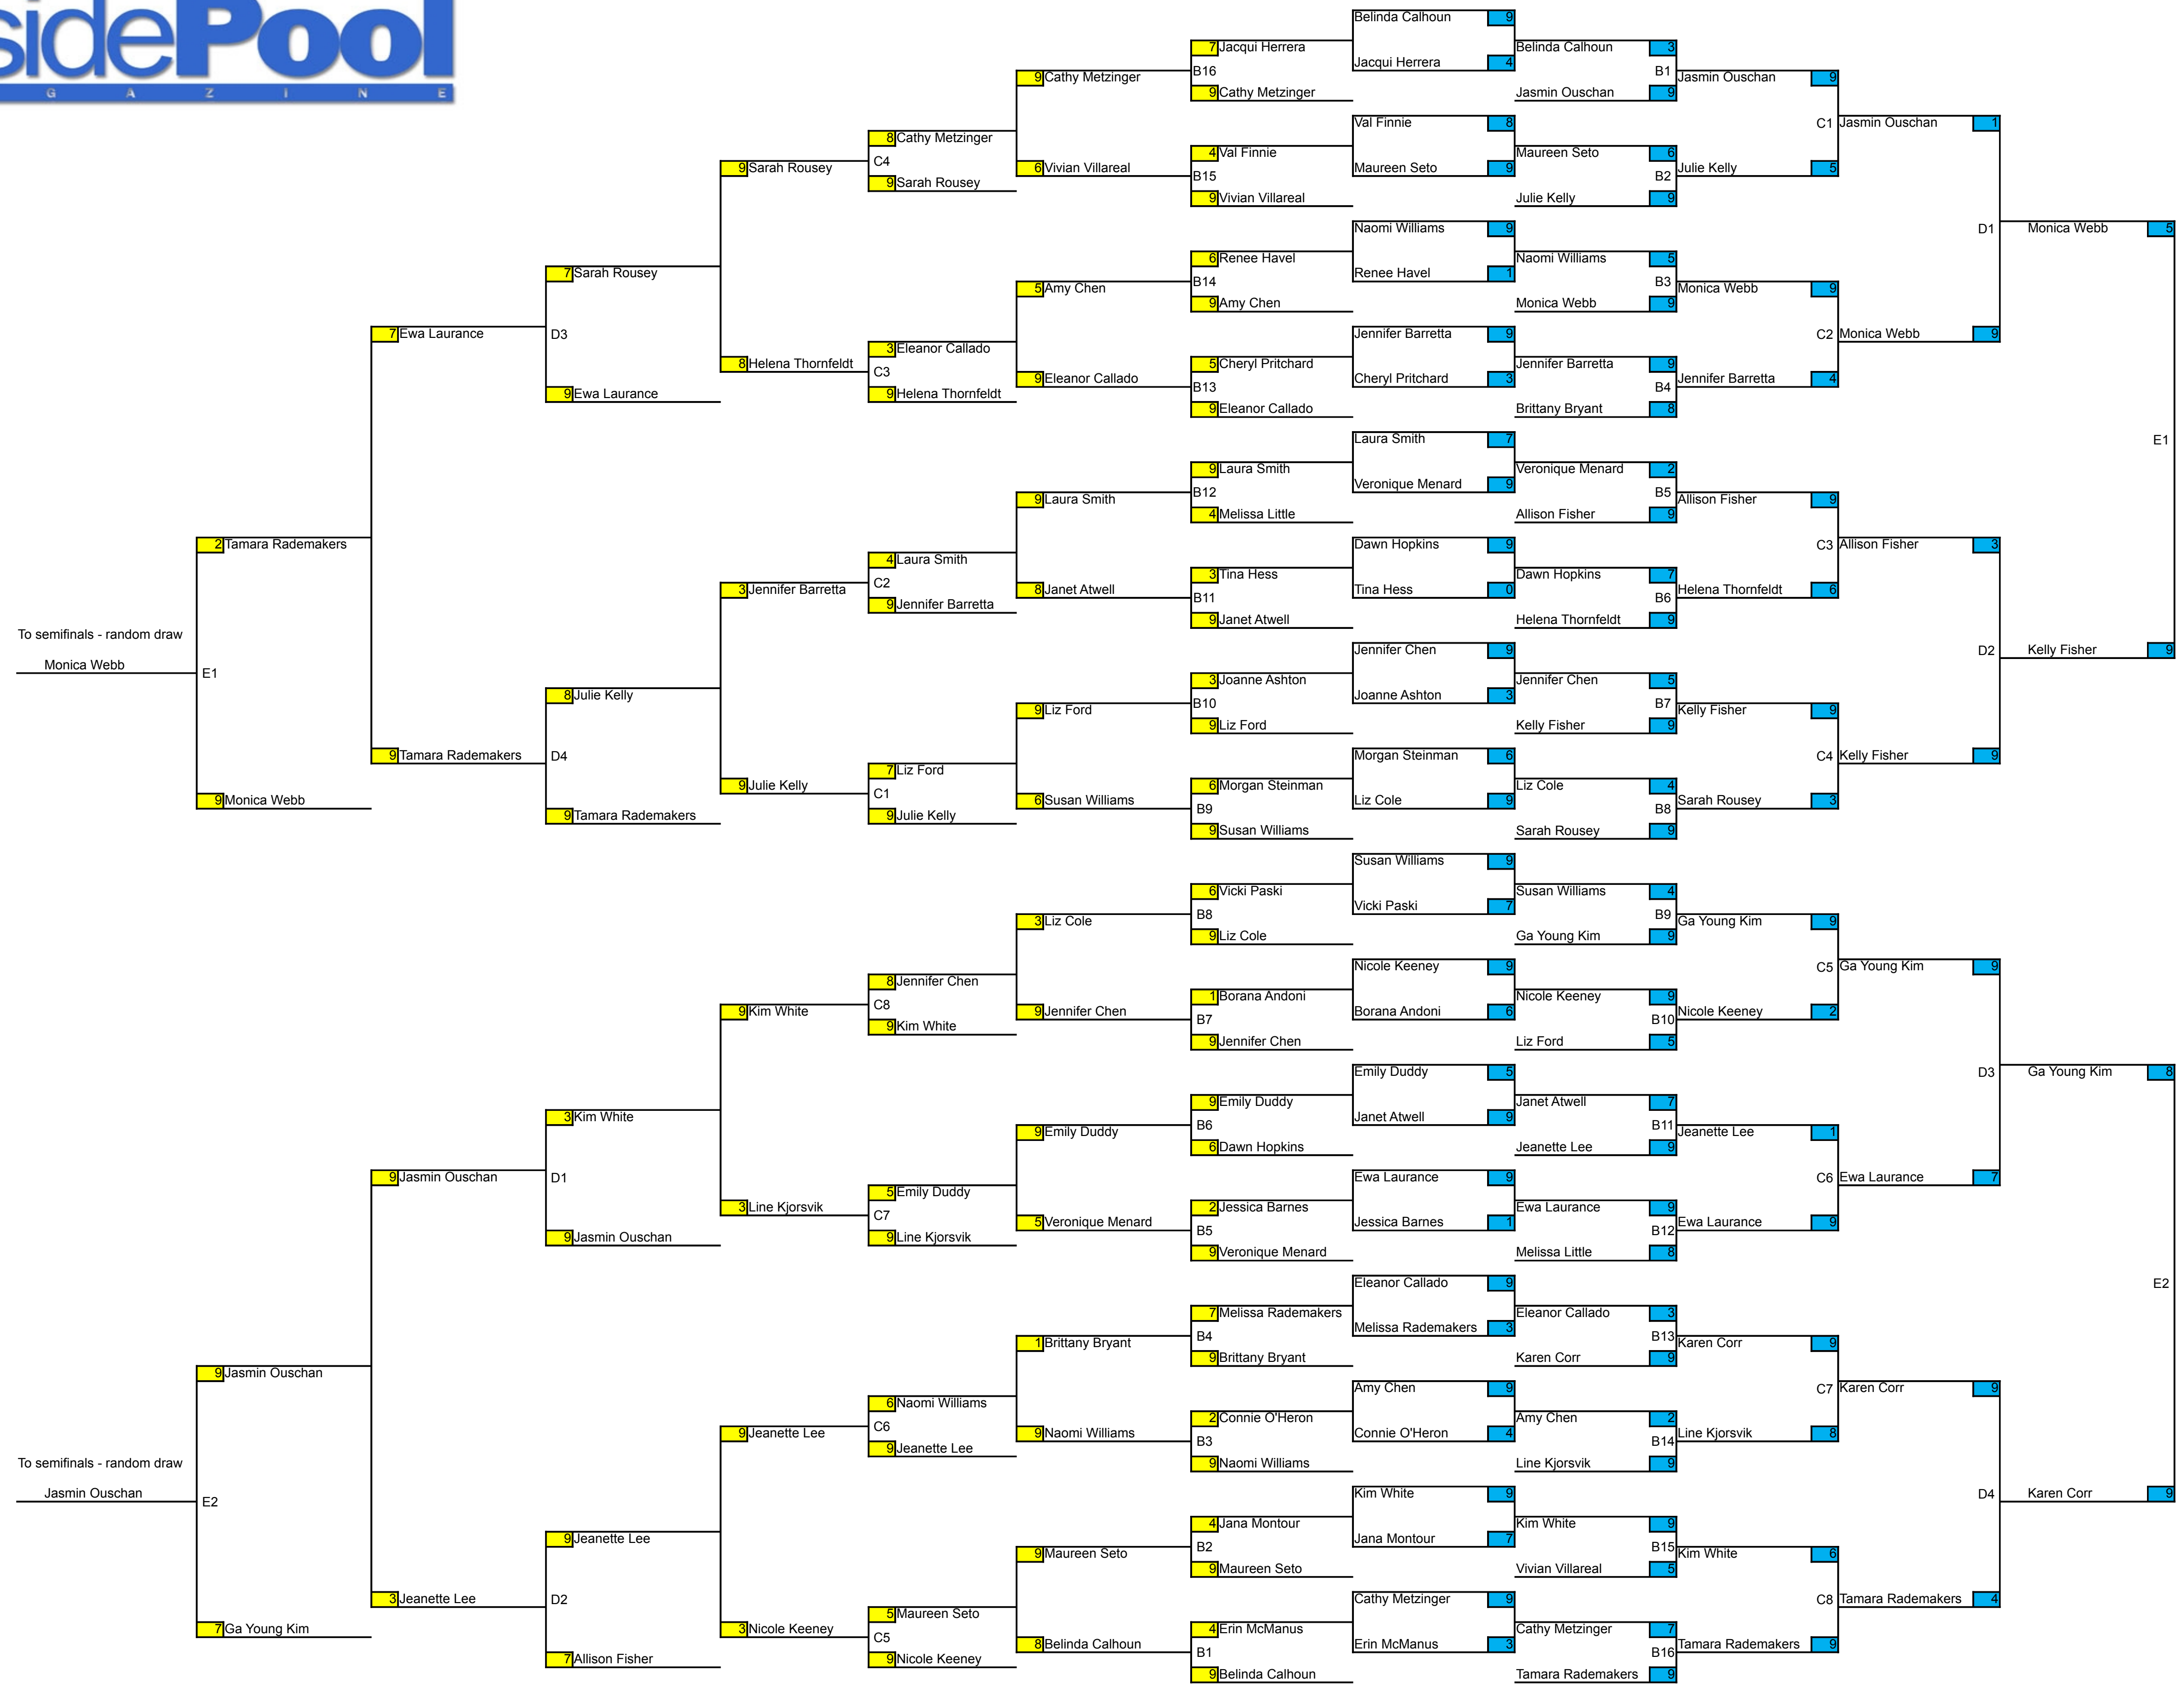 sidePool
G A Z I N E
To semifinals - random draw
Monica Webb
E1
To semifinals - random draw
Jasmin Ouschan
E2
2 Tamara Rademakers
9 Monica Webb
9 Jasmin Ouschan
7 Ga Young Kim
7 Ewa Laurance
9 Tamara Rademakers
9 Jasmin Ouschan
3 Jeanette Lee
7 Sarah Rousey
D3
9 Ewa Laurance
8 Julie Kelly
D4
9 Tamara Rademakers
3 Kim White
D1
9 Jasmin Ouschan
9 Jeanette Lee
D2
7 Allison Fisher
9 Sarah Rousey
8 Helena Thornfeldt
3 Jennifer Barretta
9 Julie Kelly
9 Kim White
3 Line Kjorsvik
9 Jeanette Lee
3 Nicole Keeney
8 Cathy Metzinger
C4
9 Sarah Rousey
3 Eleanor Callado
C3
9 Helena Thornfeldt
4 Laura Smith
C2
9 Jennifer Barretta
7 Liz Ford
C1
9 Julie Kelly
8 Jennifer Chen
C8
9 Kim White
5 Emily Duddy
C7
9 Line Kjorsvik
6 Naomi Williams
C6
9 Jeanette Lee
5 Maureen Seto
C5
9 Nicole Keeney
9 Cathy Metzinger
6 Vivian Villareal
5 Amy Chen
9 Eleanor Callado
9 Laura Smith
8 Janet Atwell
9 Liz Ford
6 Susan Williams
3 Liz Cole
9 Jennifer Chen
9 Emily Duddy
5 Veronique Menard
1 Brittany Bryant
9 Naomi Williams
9 Maureen Seto
8 Belinda Calhoun
7 Jacqui Herrera
B16
9 Cathy Metzinger
4 Val Finnie
B15
9 Vivian Villareal
6 Renee Havel
B14
9 Amy Chen
5 Cheryl Pritchard
B13
9 Eleanor Callado
9 Laura Smith
B12
4 Melissa Little
3 Tina Hess
B11
9 Janet Atwell
3 Joanne Ashton
B10
9 Liz Ford
6 Morgan Steinman
B9
9 Susan Williams
6 Vicki Paski
B8
9 Liz Cole
1 Borana Andoni
B7
9 Jennifer Chen
9 Emily Duddy
B6
6 Dawn Hopkins
2 Jessica Barnes
B5
9 Veronique Menard
7 Melissa Rademakers
B4
9 Brittany Bryant
2 Connie O'Heron
B3
9 Naomi Williams
4 Jana Montour
B2
9 Maureen Seto
4 Erin McManus
B1
9 Belinda Calhoun
Belinda Calhoun 9
Jacqui Herrera 4
Val Finnie 8
Maureen Seto 9
Naomi Williams 9
Renee Havel 1
Jennifer Barretta 9
Cheryl Pritchard 3
Laura Smith 7
Veronique Menard 9
Dawn Hopkins 9
Tina Hess 0
Jennifer Chen 9
Joanne Ashton 3
Morgan Steinman 6
Liz Cole 9
Susan Williams 9
Vicki Paski 7
Nicole Keeney 9
Borana Andoni 6
Emily Duddy 5
Janet Atwell 9
Ewa Laurance 9
Jessica Barnes 1
Eleanor Callado 9
Melissa Rademakers 3
Amy Chen 9
Connie O'Heron 4
Kim White 9
Jana Montour 7
Cathy Metzinger 9
Erin McManus 3
Belinda Calhoun 3
B1
Jasmin Ouschan 9
Maureen Seto 6
B2
Julie Kelly 9
Naomi Williams 5
B3
Monica Webb 9
Jennifer Barretta 9
B4
Brittany Bryant 8
Veronique Menard 2
B5
Allison Fisher 9
Dawn Hopkins 7
B6
Helena Thornfeldt 9
Jennifer Chen 5
B7
Kelly Fisher 9
Liz Cole 4
B8
Sarah Rousey 9
Susan Williams 4
B9
Ga Young Kim 9
Nicole Keeney 9
B10
Liz Ford 5
Janet Atwell 7
B11
Jeanette Lee 9
Ewa Laurance 9
B12
Melissa Little 8
Eleanor Callado 3
B13
Karen Corr 9
Amy Chen 2
B14
Line Kjorsvik 9
Kim White 9
B15
Vivian Villareal 5
Cathy Metzinger 7
B16
Tamara Rademakers 9
Jasmin Ouschan 9
C1
Julie Kelly 5
Monica Webb 9
C2
Jennifer Barretta 4
Allison Fisher 9
C3
Helena Thornfeldt 6
Kelly Fisher 9
C4
Sarah Rousey 3
Ga Young Kim 9
C5
Nicole Keeney 2
Jeanette Lee 1
C6
Ewa Laurance 9
Karen Corr 9
C7
Line Kjorsvik 8
Kim White 6
C8
Tamara Rademakers 9
Jasmin Ouschan 1
D1
Monica Webb 9
Allison Fisher 3
D2
Kelly Fisher 9
Ga Young Kim 9
D3
Ewa Laurance 7
Karen Corr 9
D4
Tamara Rademakers 4
Monica Webb 5
E1
Kelly Fisher 9
Ga Young Kim 8
E2
Karen Corr 9